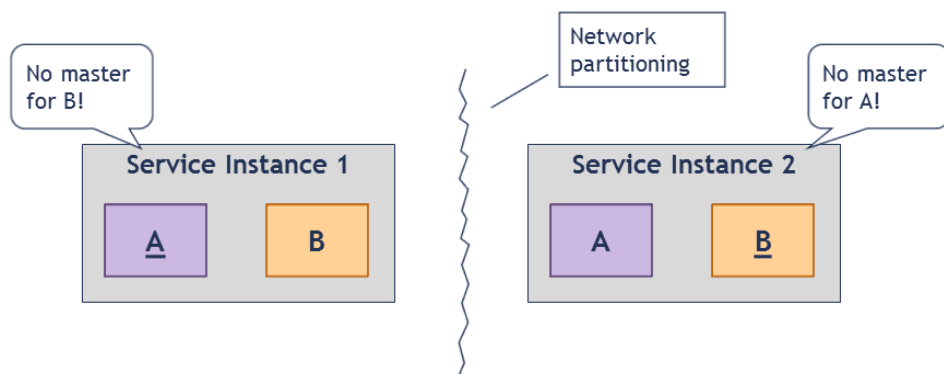 Network
partitioning
No master
for B!
No master
for A!
Service Instance 1
Service Instance 2
A
B
A
B